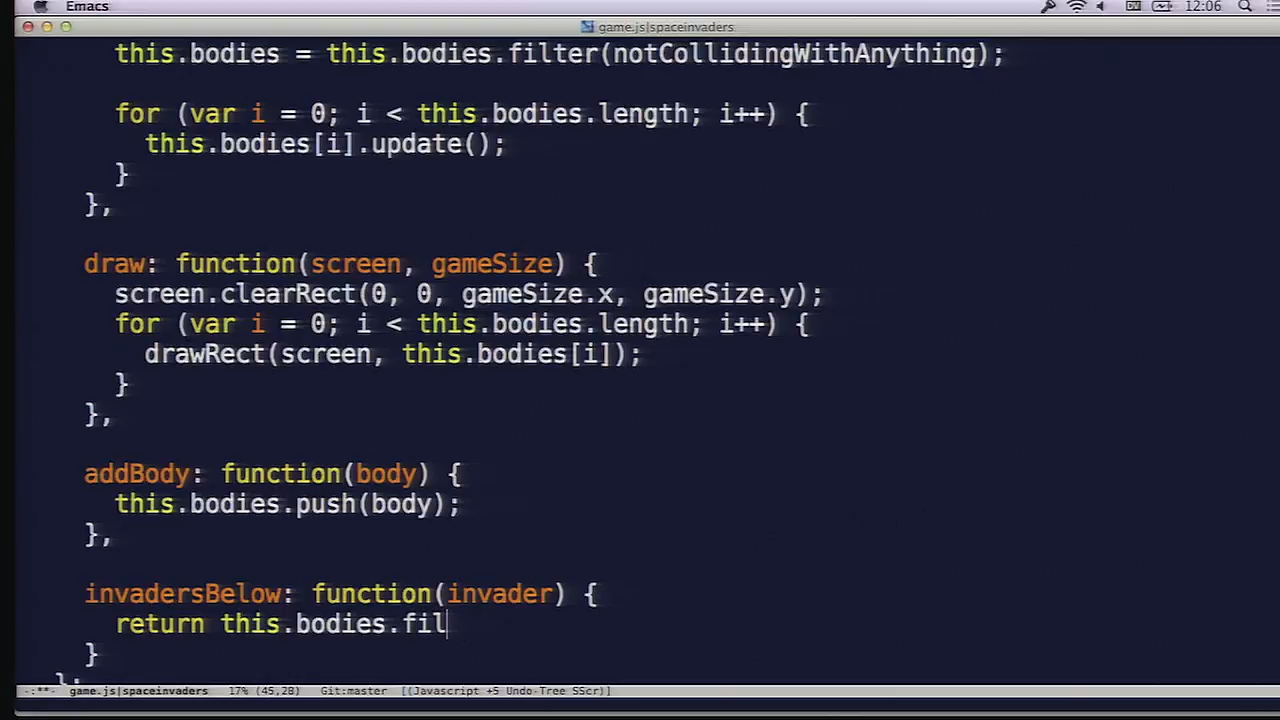 Emacs
DV
12:06
game.js|spaceinvaders
this.bodies = this.bodies.filter(notCollidingWithAnything);
for (var i = 0; i < this.bodies.length; i++) {
this.bodies[i].update();
}
},
draw: function(screen, gameSize) {
screen.clearRect(0, 0, gameSize.x, gameSize.y);
for (var i = 0; i < this.bodies.length; i++) {
drawRect(screen, this.bodies[i]);
}
},
addBody: function(body) {
this.bodies.push(body);
},
invadersBelow: function(invader) {
return this.bodies.fil
}
};
-:**- game.js|spaceinvaders 17% (45,28) Git:master [(Javascript +5 Undo-Tree SScr)]